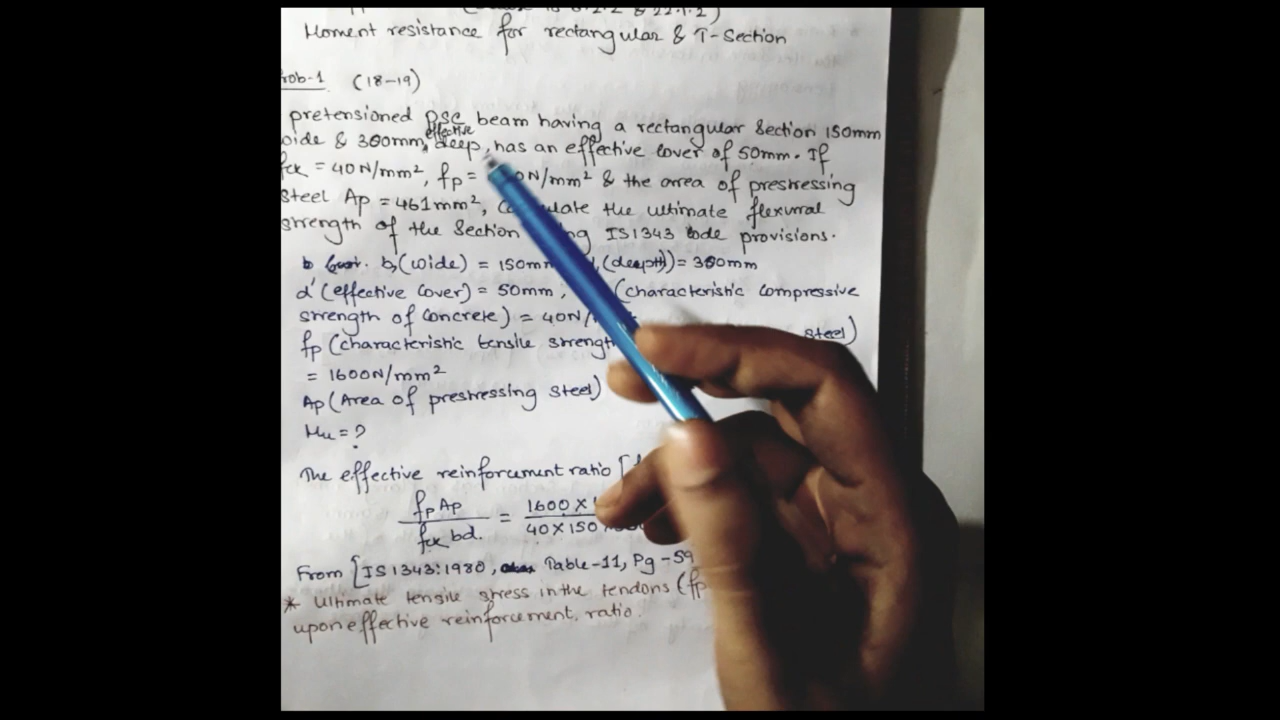 Moment resistance for rectangular & T-Section
rob-1 (18-19)
pretensioned psc beam having a rectangular section 150mm
effective
wide & 300mm, deep, has an effective cover of 50mm. If
fck = 40N/mm², fp = N/mm² & the area of prestressing
steel Ap = 461mm², the ultimate flexural
strength of the section IS1343 code provisions.
b, (wide) = 150mm (deepth) = 300mm
d' (effective cover) = 50mm, (characteristic compressive
strength of concrete) = 40N/
fp (characteristic tensile strength steel)
= 1600N/mm²
Ap (Area of prestressing steel)
Mu = ?
The effective reinforcement ratio [
fp Ap / fck bd. = 1600 X / 40 X 150
From [IS1343:1980, Table-11, Pg-59
* Ultimate tensile stress in the tendons (fp
upon effective reinforcement, ratio.